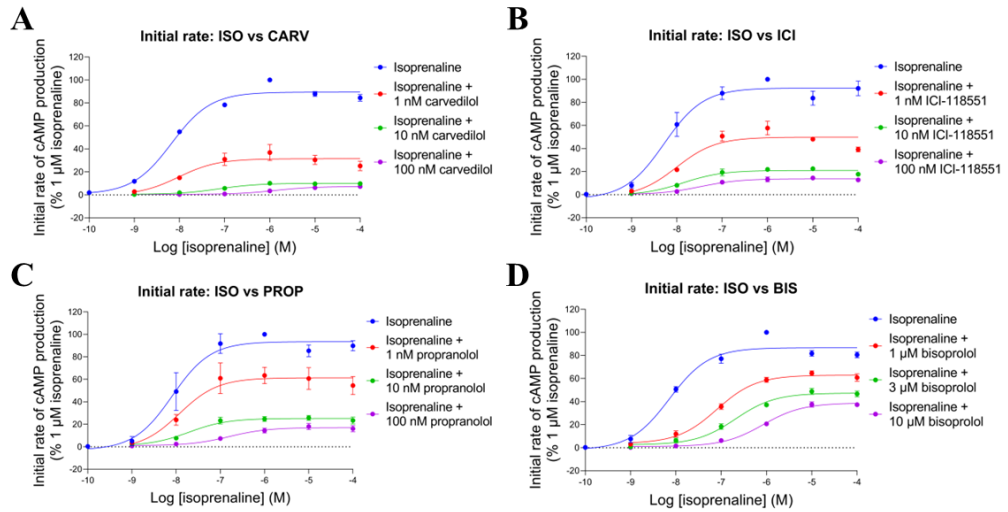 A
Initial rate: ISO vs CARV
Initial rate of cAMP production
(% 1 µM isoprenaline)
120
100
80
60
40
20
0
-20
-10 -9 -8 -7 -6 -5 -4
Log [isoprenaline] (M)
Isoprenaline
Isoprenaline +
1 nM carvedilol
Isoprenaline +
10 nM carvedilol
Isoprenaline +
100 nM carvedilol
B
Initial rate: ISO vs ICI
Initial rate of cAMP production
(% 1 µM isoprenaline)
120
100
80
60
40
20
0
-20
-10 -9 -8 -7 -6 -5 -4
Log [isoprenaline] (M)
Isoprenaline
Isoprenaline +
1 nM ICI-118551
Isoprenaline +
10 nM ICI-118551
Isoprenaline +
100 nM ICI-118551
C
Initial rate: ISO vs PROP
Initial rate of cAMP production
(% 1 µM isoprenaline)
120
100
80
60
40
20
0
-20
-10 -9 -8 -7 -6 -5 -4
Log [isoprenaline] (M)
Isoprenaline
Isoprenaline +
1 nM propranolol
Isoprenaline +
10 nM propranolol
Isoprenaline +
100 nM propranolol
D
Initial rate: ISO vs BIS
Initial rate of cAMP production
(% 1 µM isoprenaline)
120
100
80
60
40
20
0
-20
-10 -9 -8 -7 -6 -5 -4
Log [isoprenaline] (M)
Isoprenaline
Isoprenaline +
1 µM bisoprolol
Isoprenaline +
3 µM bisoprolol
Isoprenaline +
10 µM bisoprolol